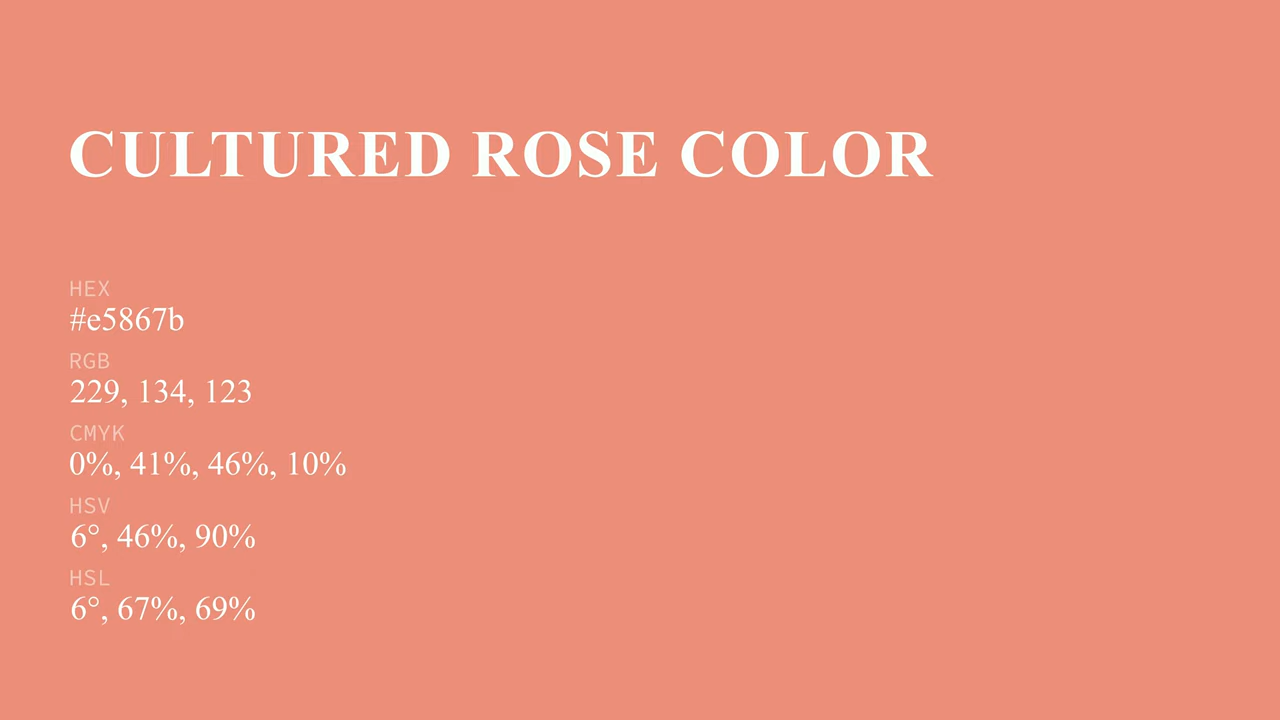 CULTURED ROSE COLOR
HEX
#e5867b
RGB
229, 134, 123
CMYK
0%, 41%, 46%, 10%
HSV
6°, 46%, 90%
HSL
6°, 67%, 69%